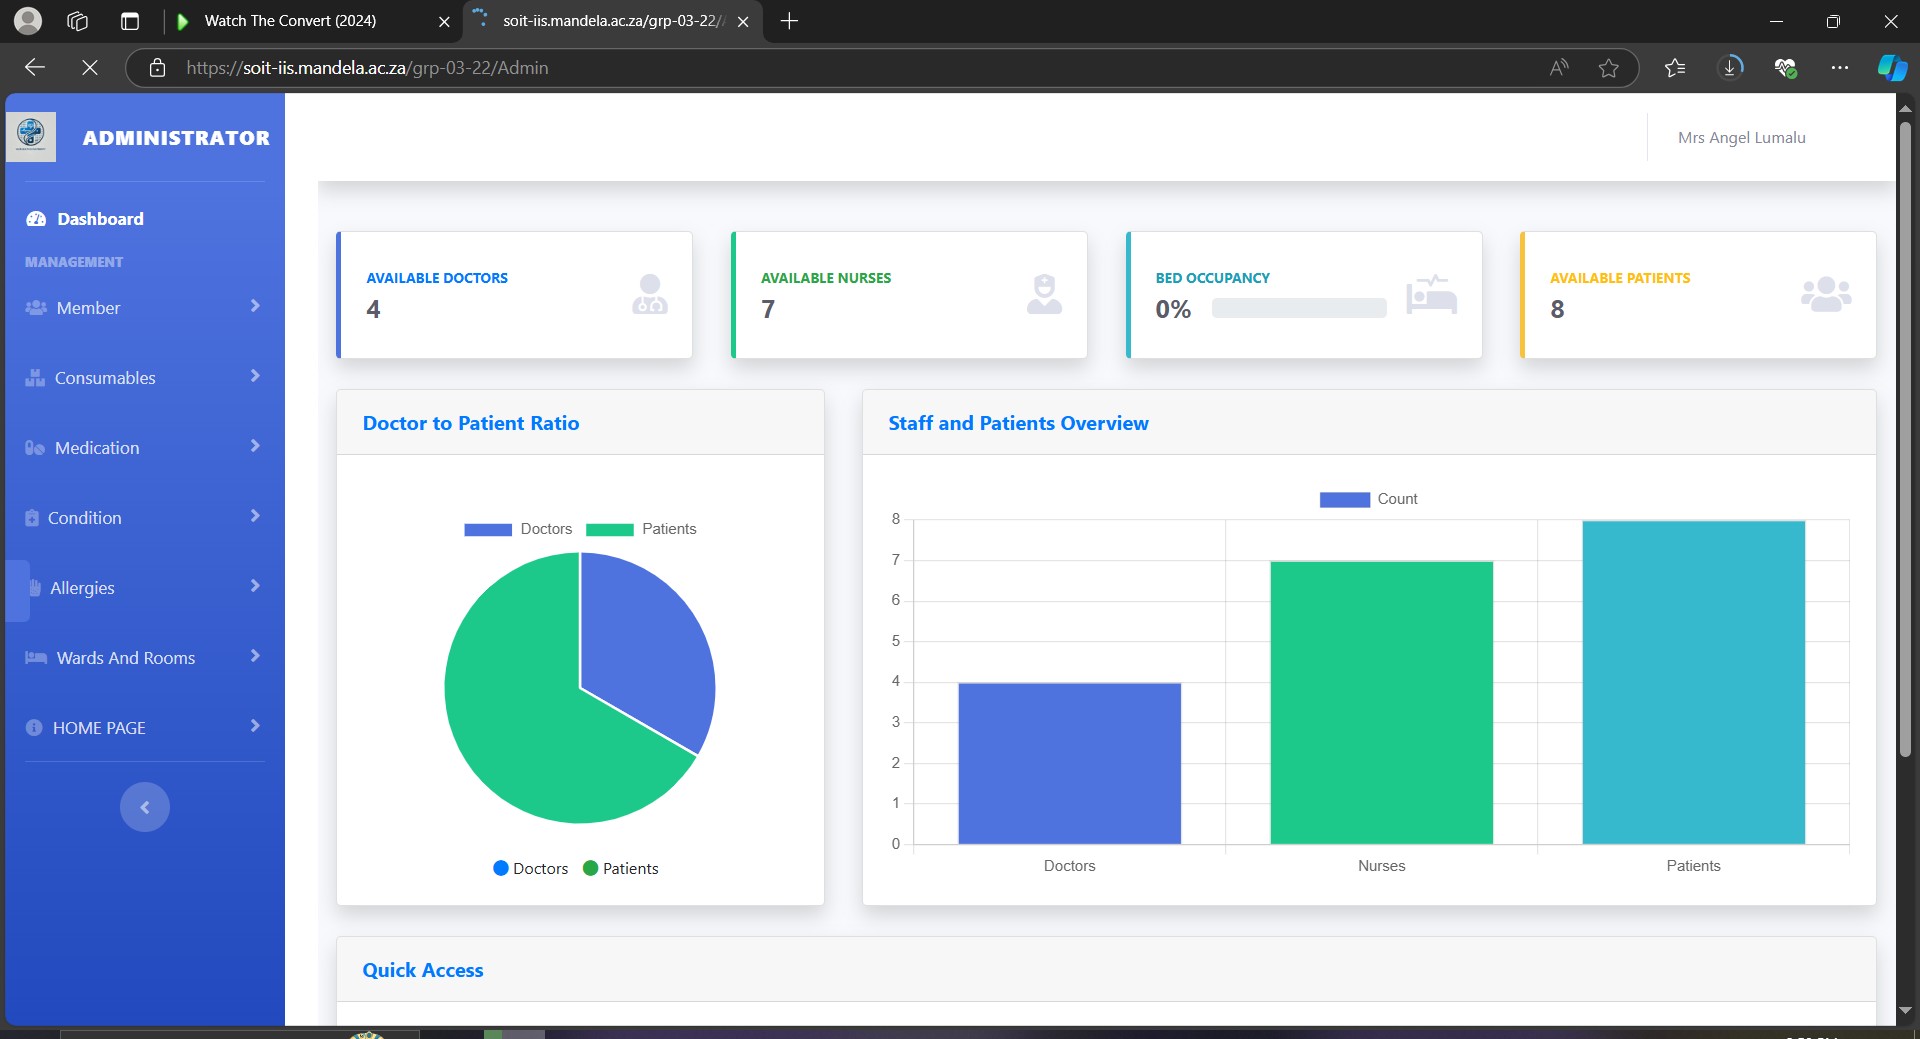 Watch The Convert (2024)
soit-iis.mandela.ac.za/grp-03-22/
https://soit-iis.mandela.ac.za/grp-03-22/Admin
ADMINISTRATOR
Mrs Angel Lumalu
Dashboard
MANAGEMENT
Member
Consumables
Medication
Condition
Allergies
Wards And Rooms
HOME PAGE
AVAILABLE DOCTORS
4
AVAILABLE NURSES
7
BED OCCUPANCY
0%
AVAILABLE PATIENTS
8
Doctor to Patient Ratio
Doctors Patients
Doctors Patients
Staff and Patients Overview
Count
8
7
6
5
4
3
2
1
0
Doctors Nurses Patients
Quick Access